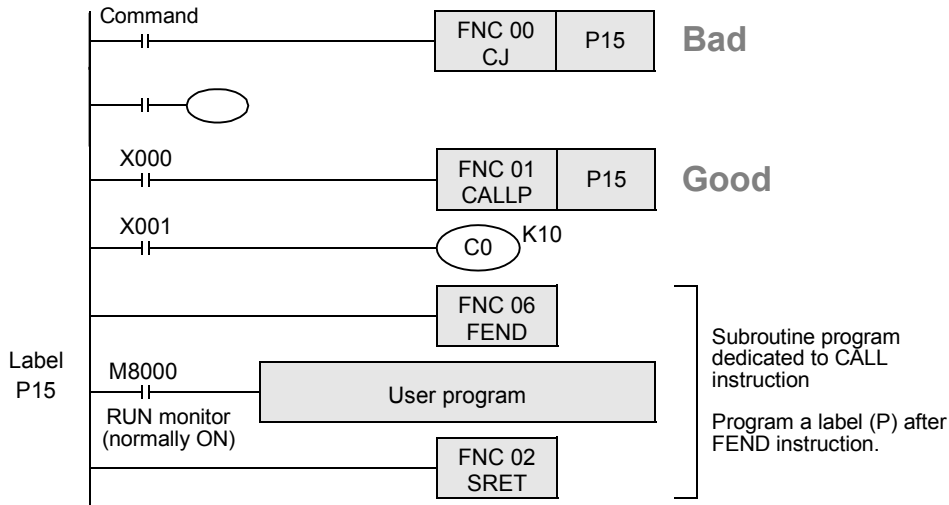 Command
FNC 00
CJ
P15
Bad
X000
FNC 01
CALLP
P15
Good
X001
C0
K10
FNC 06
FEND
Label
P15
M8000
RUN monitor
(normally ON)
User program
FNC 02
SRET
Subroutine program
dedicated to CALL
instruction
Program a label (P) after
FEND instruction.